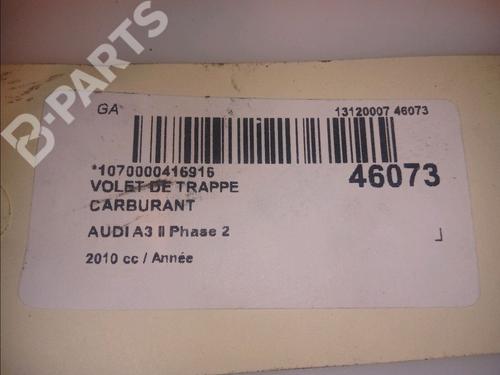 B-PARTS
GA
13120007 46073
*1070000416916
46073
VOLET DE TRAPPE
CARBURANT
AUDI A3 II Phase 2
2010 cc / Année